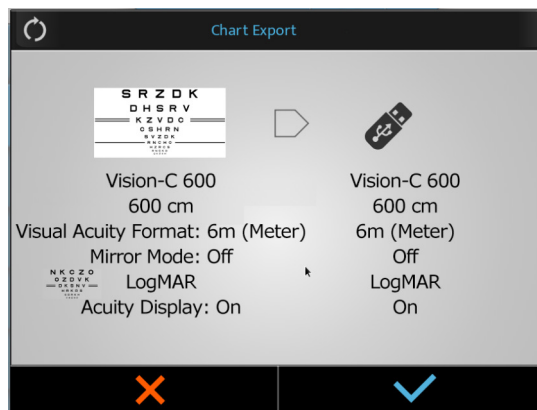 Chart Export
S R Z D K
D H S R V
K Z V D C
C S H R N
S V Z D K
R N C H O
Vision-C 600
Vision-C 600
600 cm
600 cm
Visual Acuity Format: 6m (Meter)
6m (Meter)
Mirror Mode: Off
Off
N K C Z O
O Z D V K
D K S N V
LogMAR
LogMAR
Acuity Display: On
On